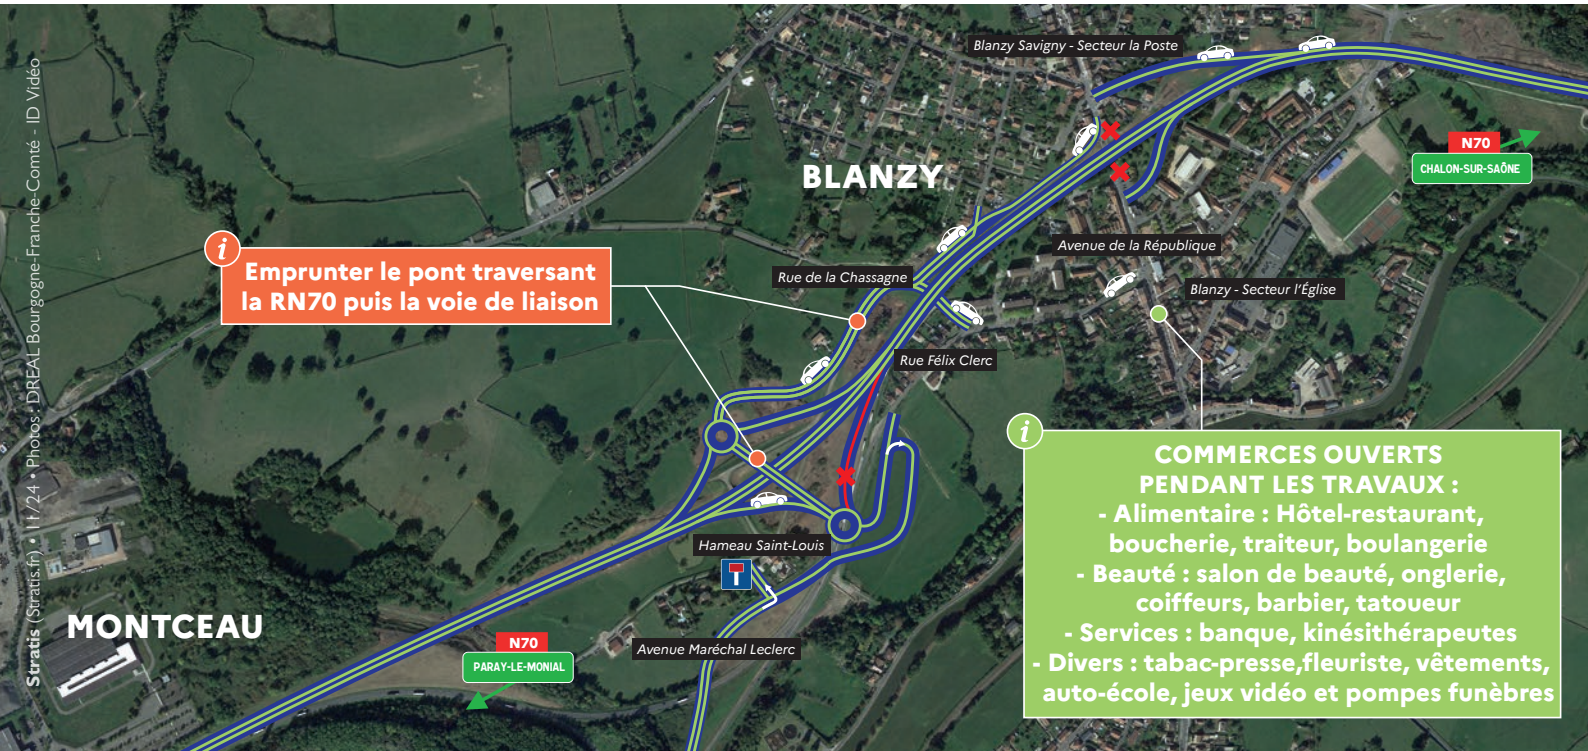 Blanzy Savigny - Secteur la Poste
N70
CHALON-SUR-SAÔNE
BLANZY
Avenue de la République
Blanzy - Secteur l'Église
Rue de la Chassagne
i
Emprunter le pont traversant
la RN70 puis la voie de liaison
Rue Félix Clerc
Hameau Saint-Louis
Avenue Maréchal Leclerc
MONTCEAU
N70
PARAY-LE-MONIAL
i
COMMERCES OUVERTS
PENDANT LES TRAVAUX :
- Alimentaire : Hôtel-restaurant,
boucherie, traiteur, boulangerie
- Beauté : salon de beauté, onglerie,
coiffeurs, barbier, tatoueur
- Services : banque, kinésithérapeutes
- Divers : tabac-presse,fleuriste, vêtements,
auto-école, jeux vidéo et pompes funèbres
Stratis (Stratis.fr) • 11/24 • Photos : DREAL Bourgogne-Franche-Comté - ID Vidéo